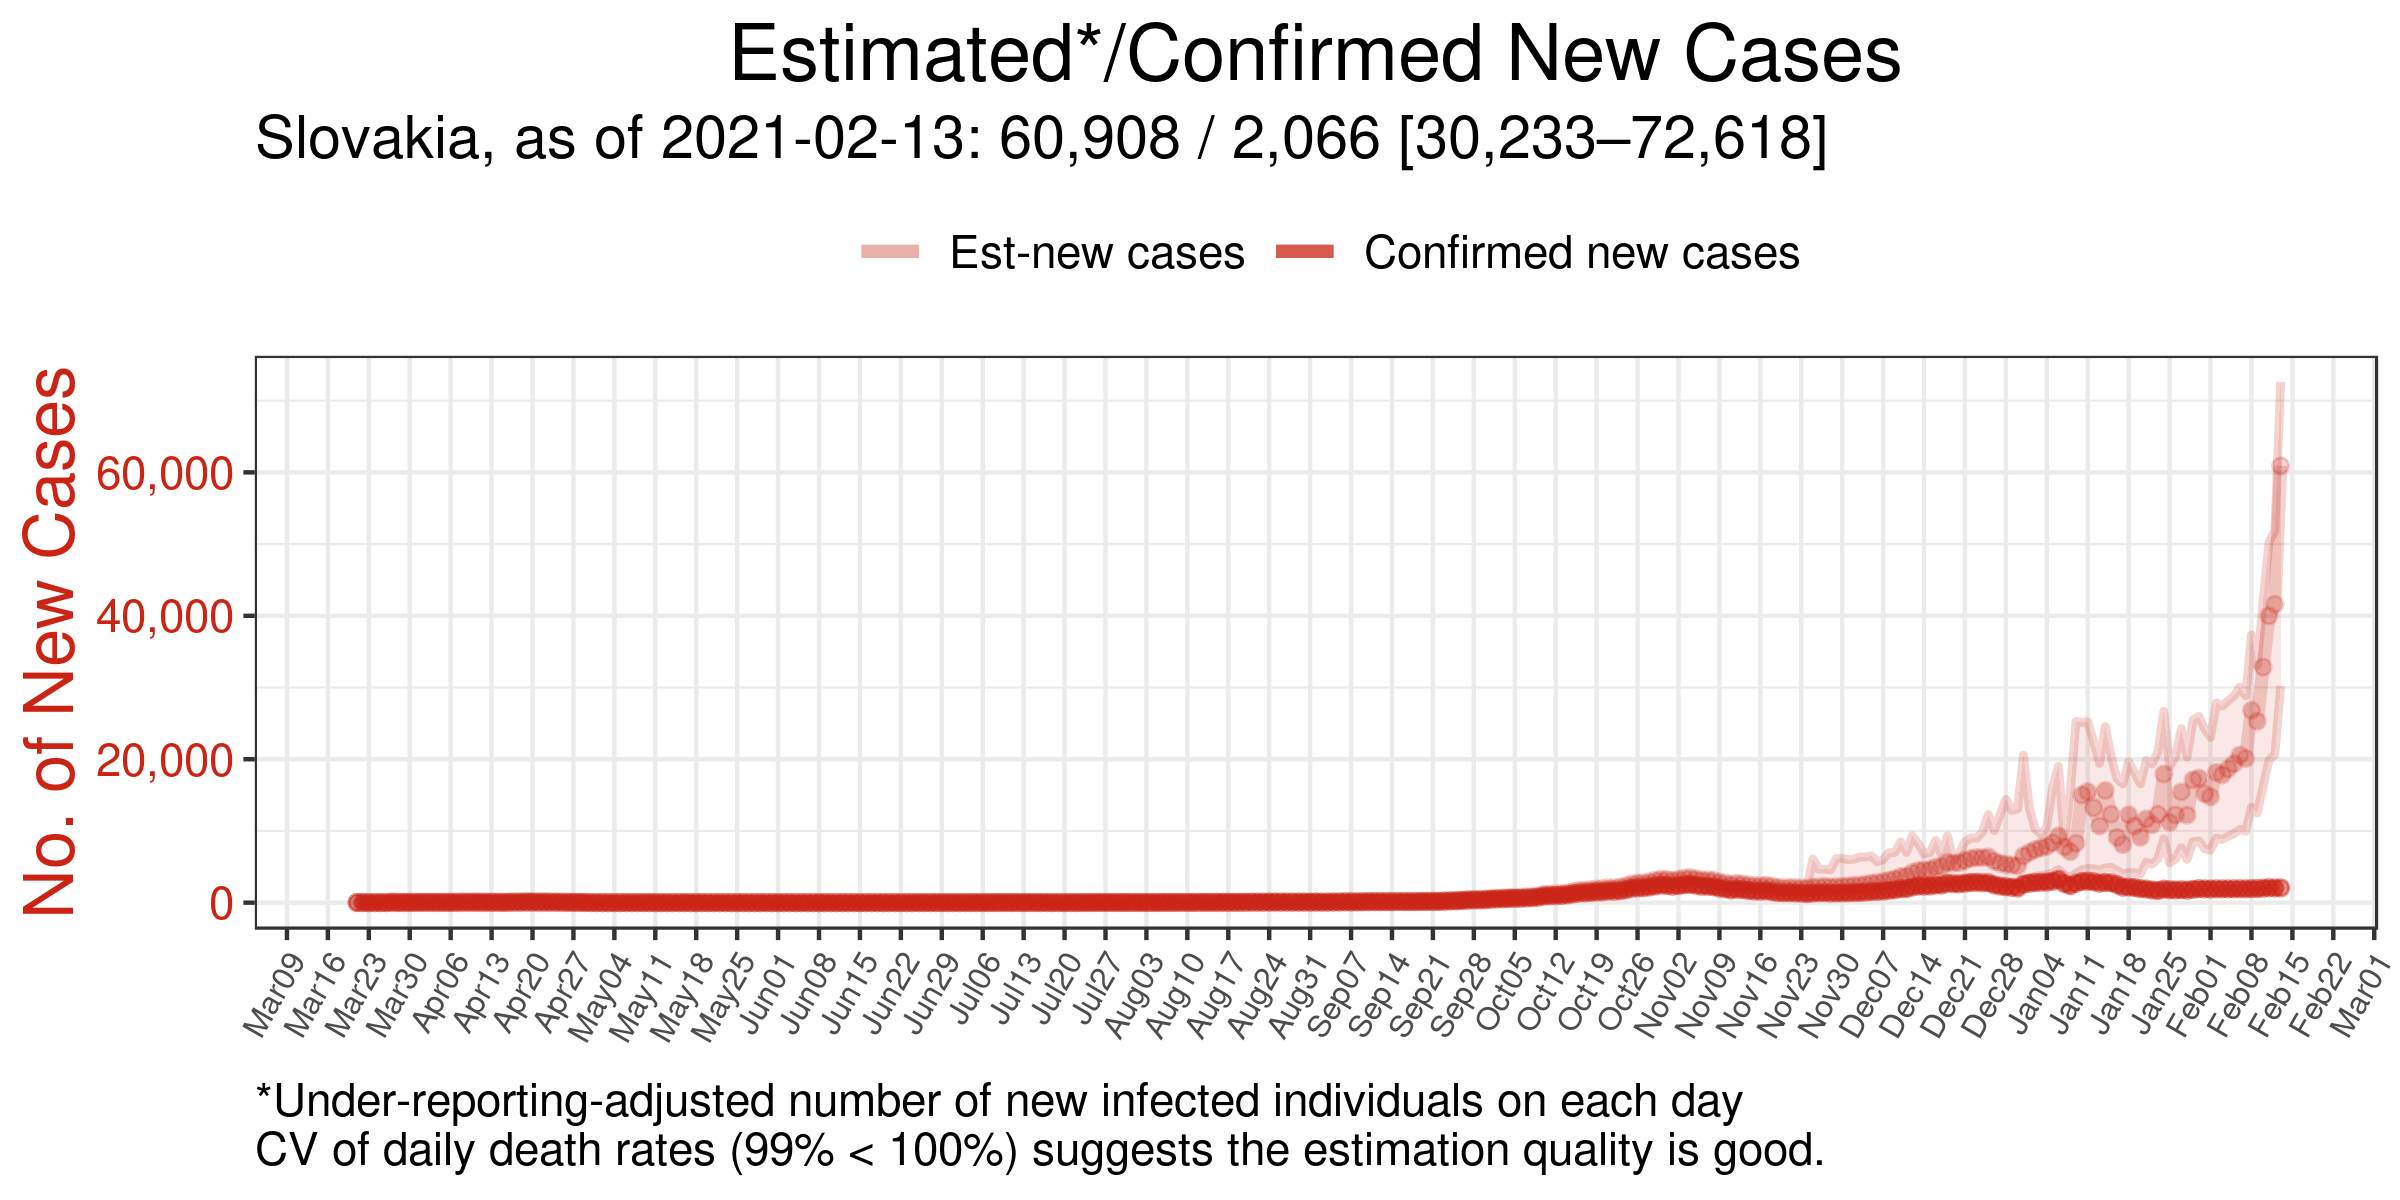 Estimated*/Confirmed New Cases
Slovakia, as of 2021-02-13: 60,908 / 2,066 [30,233–72,618]
Est-new cases
Confirmed new cases
No. of New Cases
60,000
40,000
20,000
0
Mar09
Mar16
Mar23
Mar30
Apr06
Apr13
Apr20
Apr27
May04
May11
May18
May25
Jun01
Jun08
Jun15
Jun22
Jun29
Jul06
Jul13
Jul20
Jul27
Aug03
Aug10
Aug17
Aug24
Aug31
Sep07
Sep14
Sep21
Sep28
Oct05
Oct12
Oct19
Oct26
Nov02
Nov09
Nov16
Nov23
Nov30
Dec07
Dec14
Dec21
Dec28
Jan04
Jan11
Jan18
Jan25
Feb01
Feb08
Feb15
Feb22
Mar01
*Under-reporting-adjusted number of new infected individuals on each day
CV of daily death rates (99% < 100%) suggests the estimation quality is good.